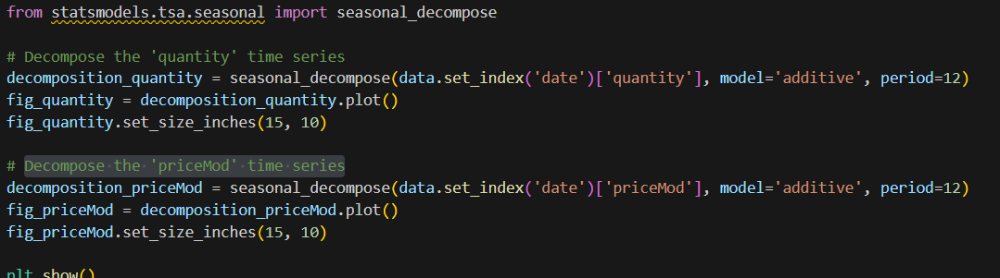 from statsmodels.tsa.seasonal import seasonal_decompose
# Decompose the 'quantity' time series
decomposition_quantity = seasonal_decompose(data.set_index('date')['quantity'], model='additive', period=12)
fig_quantity = decomposition_quantity.plot()
fig_quantity.set_size_inches(15, 10)
# Decompose the 'priceMod' time series
decomposition_priceMod = seasonal_decompose(data.set_index('date')['priceMod'], model='additive', period=12)
fig_priceMod = decomposition_priceMod.plot()
fig_priceMod.set_size_inches(15, 10)
plt.show()